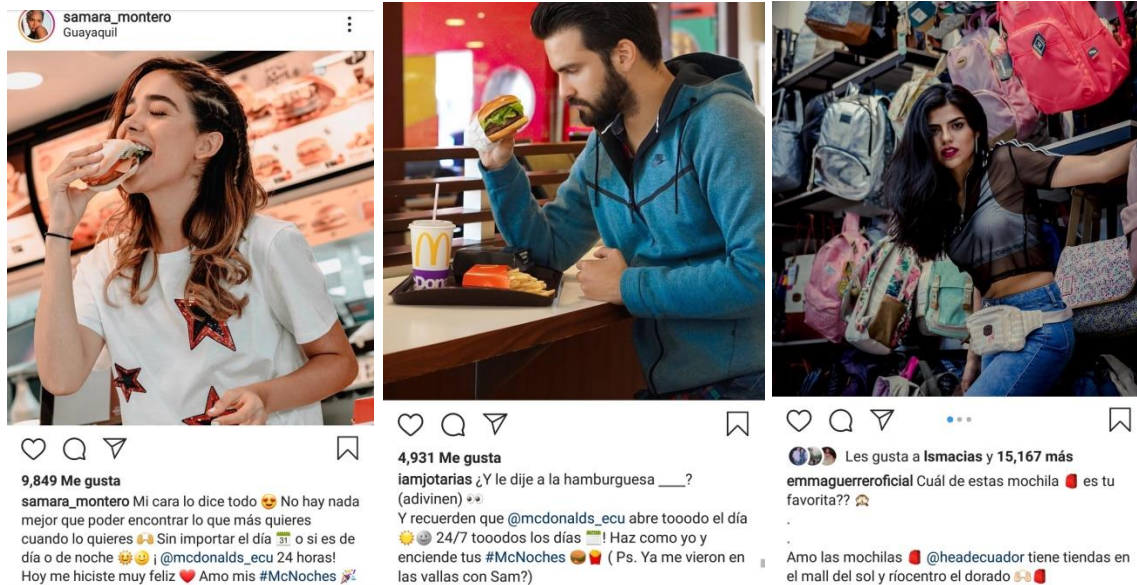 samara_montero
Guayaquil
9,849 Me gusta
samara_montero Mi cara lo dice todo 😍 No hay nada
mejor que poder encontrar lo que más quieres
cuando lo quieres 🙌 Sin importar el día 📆 o si es de
día o de noche 🌞🌝 ¡ @mcdonalds_ecu 24 horas!
Hoy me hiciste muy feliz ❤️ Amo mis #McNoches 🎉
4,931 Me gusta
iamjotarias ¿Y le dije a la hamburguesa ____?
(adivinen) 👀
Y recuerden que @mcdonalds_ecu abre tooodo el día
🌞🌚 24/7 tooodos los días 🗓! Haz como yo y
enciende tus #McNoches 🍔🍟 ( Ps. Ya me vieron en
las vallas con Sam?)
Les gusta a lsmacias y 15,167 más
emmaguerreroficial Cuál de estas mochila 🎒 es tu
favorita?? 🙊
.
.
Amo las mochilas 🎒 @headecuador tiene tiendas en
el mall del sol y ríocentro el dorado 🙌🎒